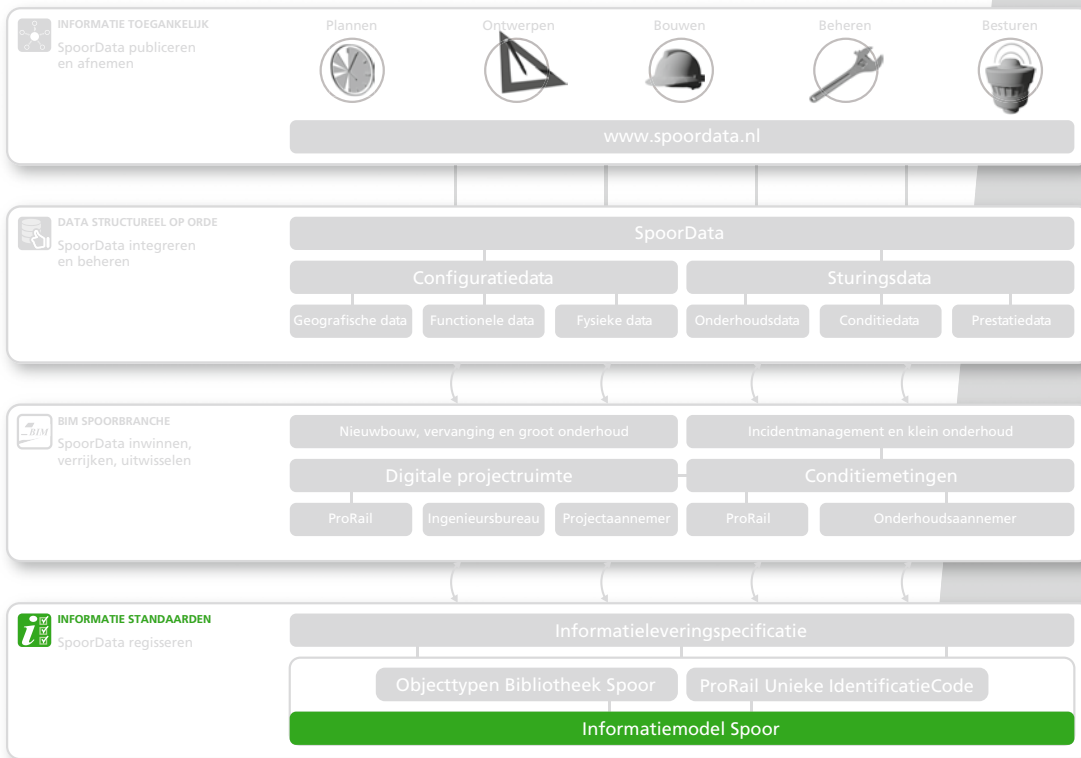 INFORMATIE TOEGANKELIJK
SpoorData publiceren
en afnemen
Plannen
Ontwerpen
Bouwen
Beheren
Besturen
www.spoordata.nl
DATA STRUCTUREEL OP ORDE
SpoorData integreren
en beheren
SpoorData
Configuratiedata
Sturingsdata
Geografische data
Functionele data
Fysieke data
Onderhoudsdata
Conditiedata
Prestatiedata
BIM
BIM SPOORBRANCHE
SpoorData inwinnen,
verrijken, uitwisselen
Nieuwbouw, vervanging en groot onderhoud
Incidentmanagement en klein onderhoud
Digitale projectruimte
Conditiemetingen
ProRail
Ingenieursbureau
Projectaannemer
ProRail
Onderhoudsaannemer
INFORMATIE STANDAARDEN
SpoorData regisseren
Informatieleveringspecificatie
Objecttypen Bibliotheek Spoor
ProRail Unieke IdentificatieCode
Informatiemodel Spoor